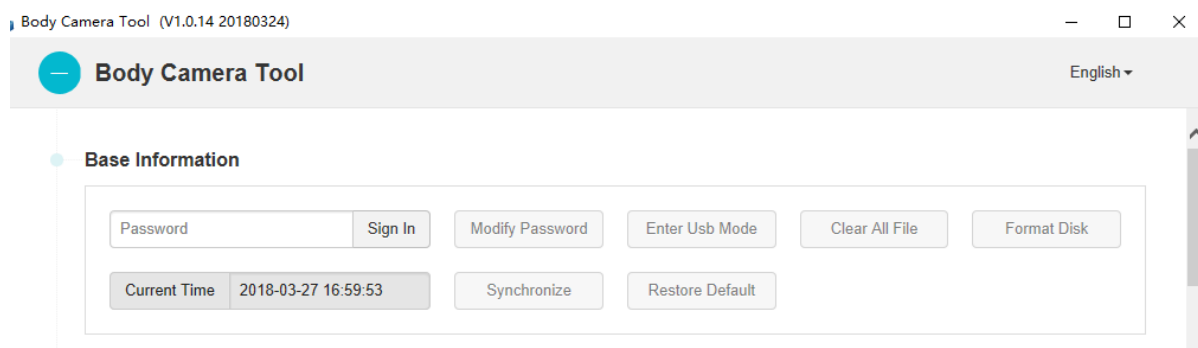 Body Camera Tool (V1.0.14 20180324)
Body Camera Tool
English
Base Information
Password Sign In Modify Password Enter Usb Mode Clear All File Format Disk
Current Time 2018-03-27 16:59:53 Synchronize Restore Default